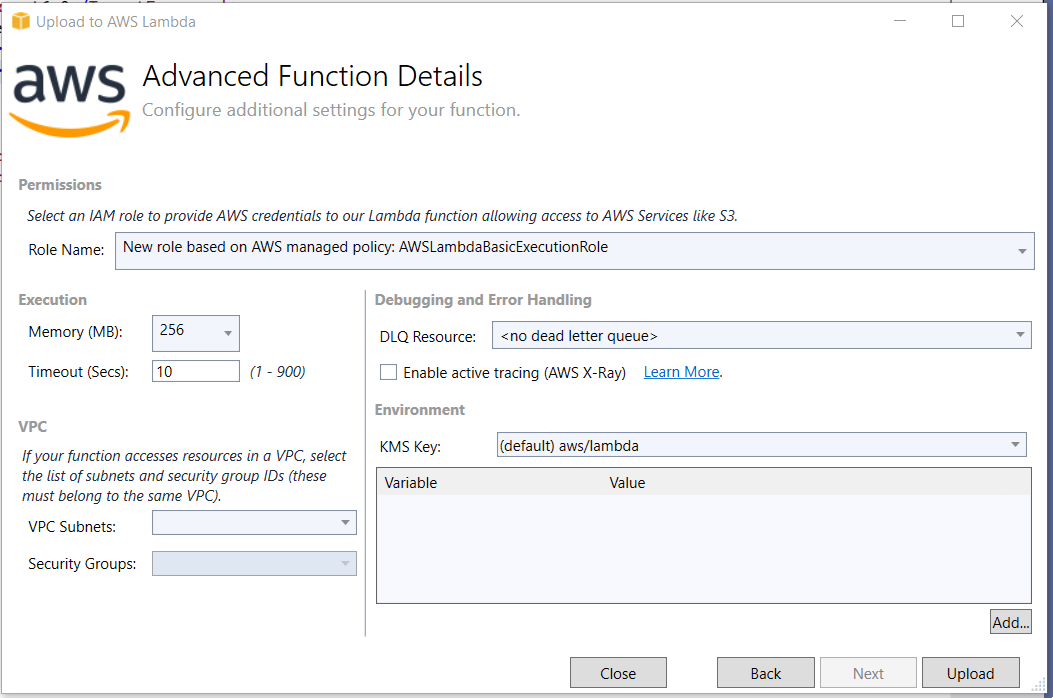 Upload to AWS Lambda
aws
Advanced Function Details
Configure additional settings for your function.
Permissions
Select an IAM role to provide AWS credentials to our Lambda function allowing access to AWS Services like S3.
Role Name:
New role based on AWS managed policy: AWSLambdaBasicExecutionRole
Execution
Memory (MB):
256
Timeout (Secs):
10
(1 - 900)
VPC
If your function accesses resources in a VPC, select
the list of subnets and security group IDs (these
must belong to the same VPC).
VPC Subnets:
Security Groups:
Debugging and Error Handling
DLQ Resource:
<no dead letter queue>
Enable active tracing (AWS X-Ray)
Learn More.
Environment
KMS Key:
(default) aws/lambda
Variable
Value
Add...
Close
Back
Next
Upload